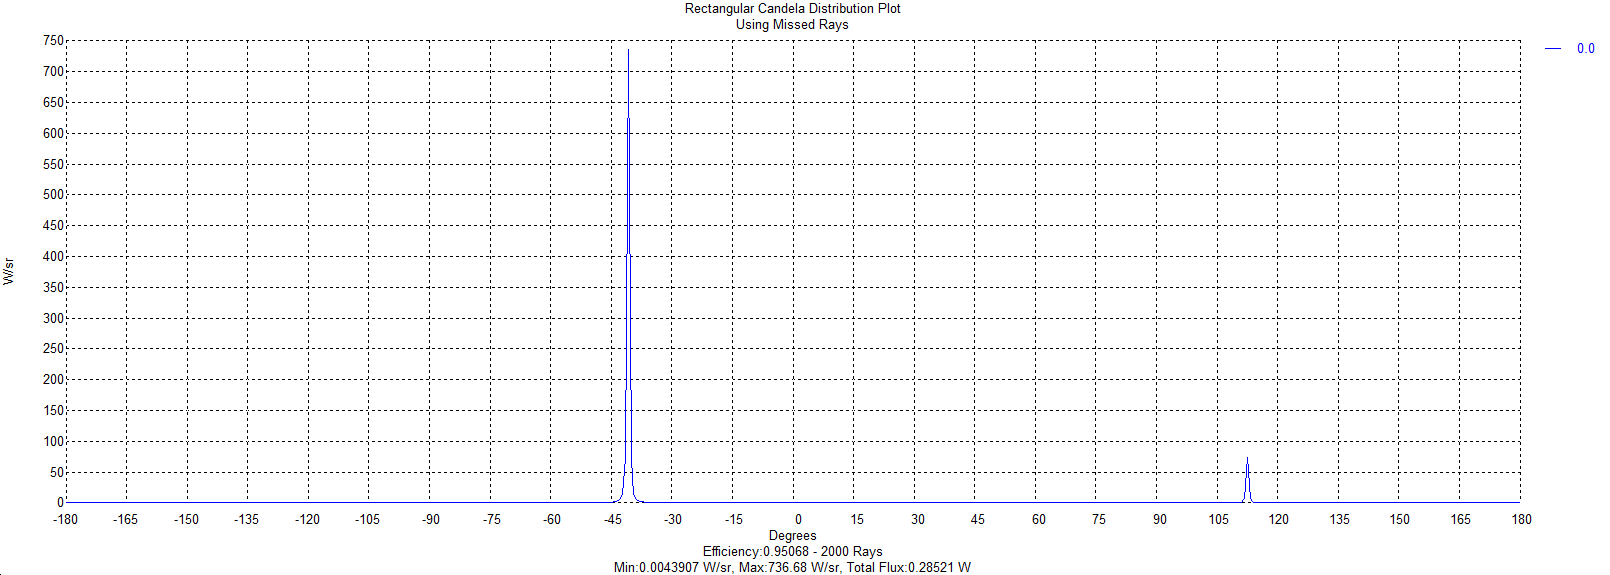 Rectangular Candela Distribution Plot
Using Missed Rays
750
700
650
600
550
500
450
400
350
300
250
200
150
100
50
0
W/sr
-180 -165 -150 -135 -120 -105 -90 -75 -60 -45 -30 -15 0 15 30 45 60 75 90 105 120 135 150 165 180
Degrees
Efficiency:0.95068 - 2000 Rays
Min:0.0043907 W/sr, Max:736.68 W/sr, Total Flux:0.28521 W
0.0